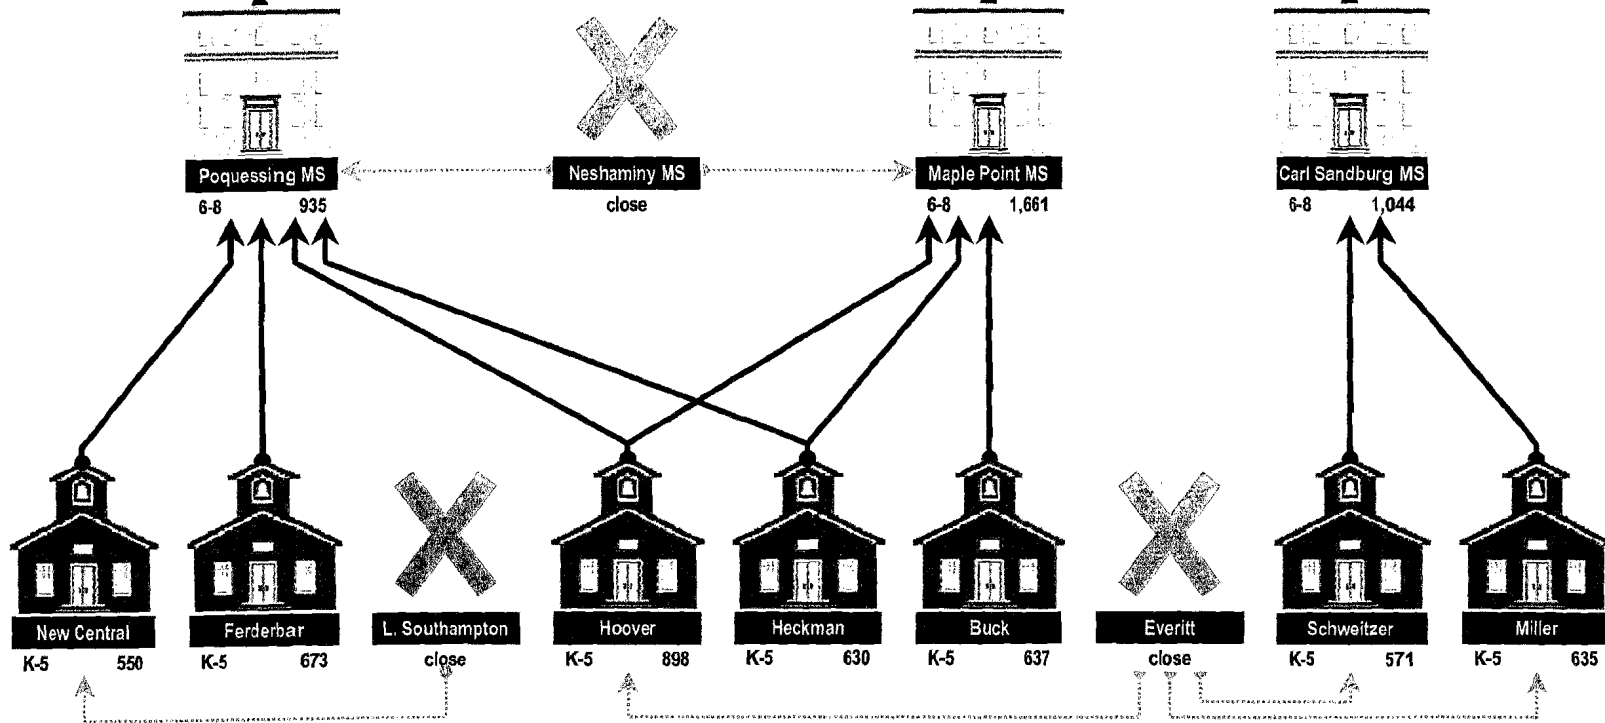 Poquessing MS Neshaminy MS Maple Point MS Carl Sandburg MS
6-8 935 close 6-8 1,661 6-8 1,044
New Central Ferderbar L. Southampton Hoover Heckman Buck Everitt Schweitzer Miller
K-5 550 K-5 673 close K-5 898 K-5 630 K-5 637 close K-5 571 K-5 635